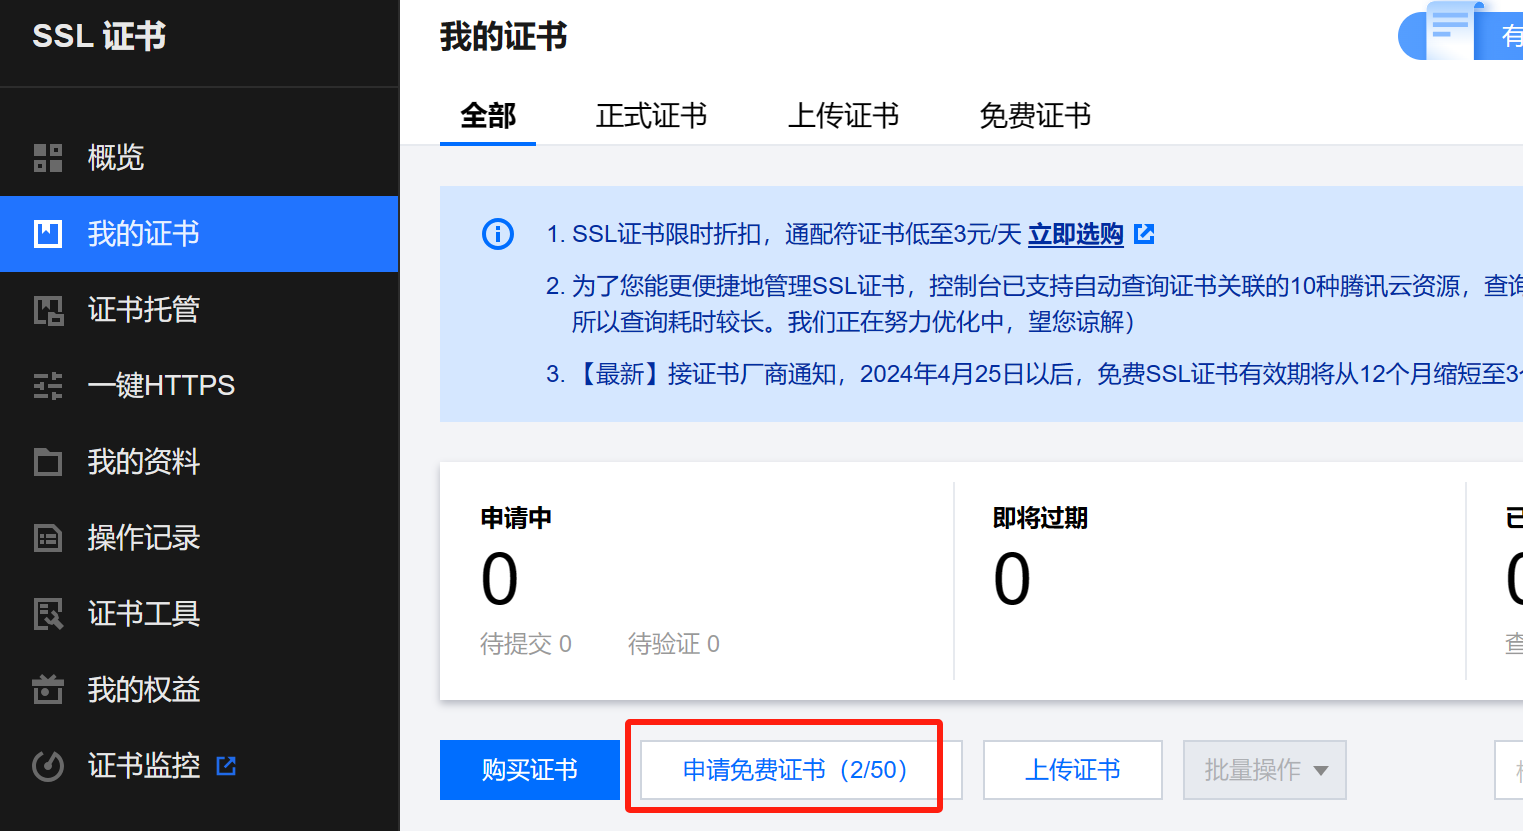 SSL 证书
概览
我的证书
证书托管
一键HTTPS
我的资料
操作记录
证书工具
我的权益
证书监控
我的证书
有
全部
正式证书
上传证书
免费证书
1. SSL证书限时折扣，通配符证书低至3元/天 立即选购
2. 为了您能更便捷地管理SSL证书，控制台已支持自动查询证书关联的10种腾讯云资源，查询
所以查询耗时较长。我们正在努力优化中，望您谅解）
3. 【最新】接证书厂商通知，2024年4月25日以后，免费SSL证书有效期将从12个月缩短至3个
申请中
0
待提交 0
待验证 0
即将过期
0
已
0
查
购买证书
申请免费证书（2/50）
上传证书
批量操作